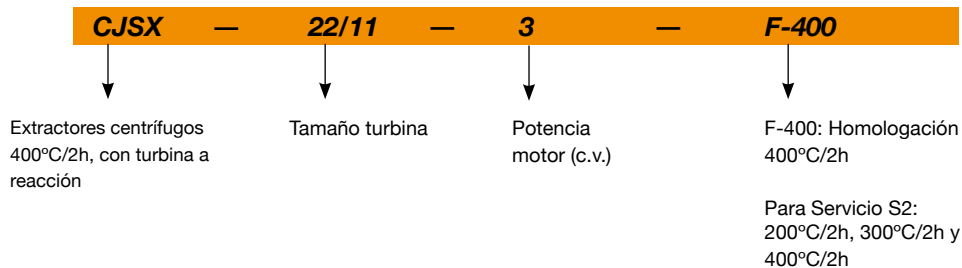 CJSX — 22/11 — 3 — F-400
Extractores centrífugos
400ºC/2h, con turbina a
reacción
Tamaño turbina
Potencia
motor (c.v.)
F-400: Homologación
400ºC/2h
Para Servicio S2:
200ºC/2h, 300ºC/2h y
400ºC/2h